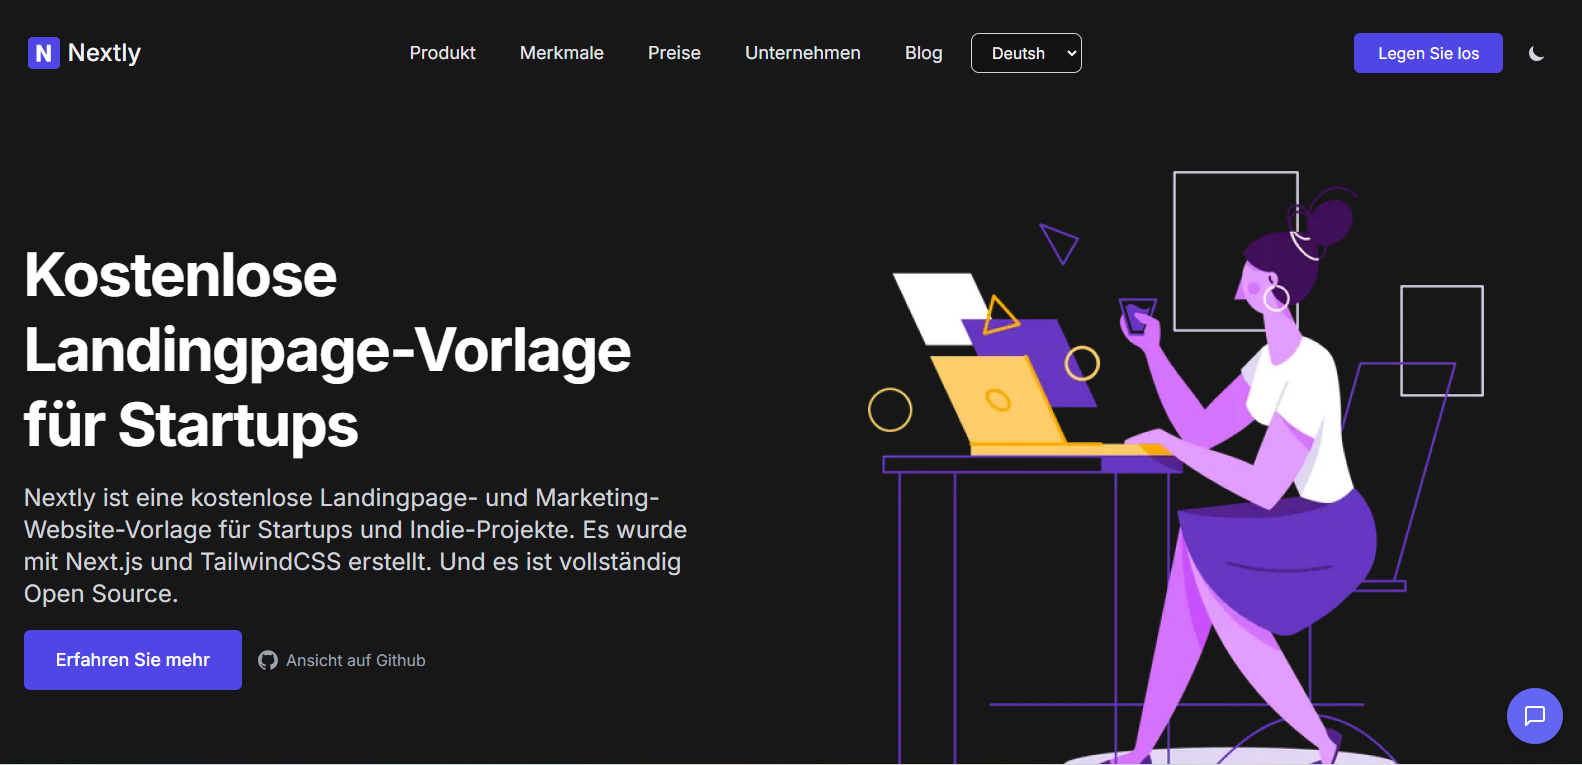 N Nextly
Produkt
Merkmale
Preise
Unternehmen
Blog
Deutsh
Legen Sie los
Kostenlose
Landingpage-Vorlage
für Startups
Nextly ist eine kostenlose Landingpage- und Marketing-
Website-Vorlage für Startups und Indie-Projekte. Es wurde
mit Next.js und TailwindCSS erstellt. Und es ist vollständig
Open Source.
Erfahren Sie mehr
Ansicht auf Github